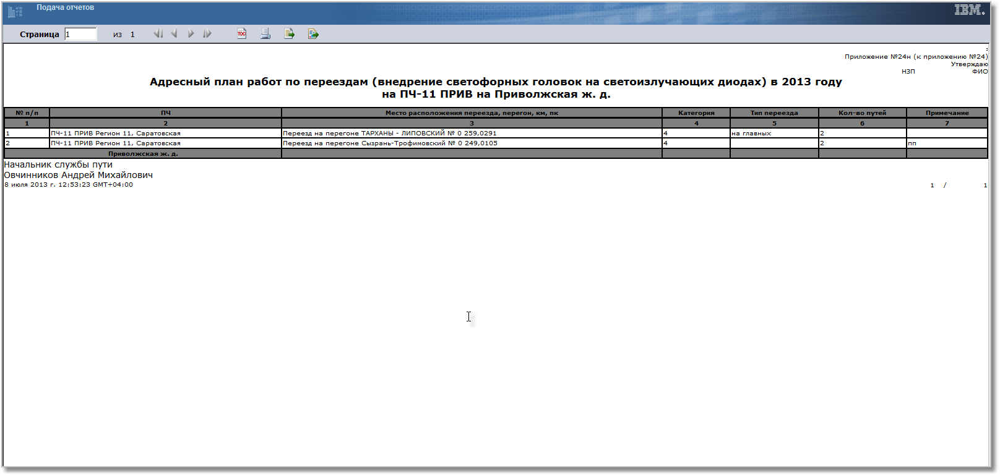 Подача отчетов
IBM.
Страница 1 из 1
TOC
:
Приложение №24н (к приложению №24)
Утверждаю
НЗП ФИО
Адресный план работ по переездам (внедрение светофорных головок на светоизлучающих диодах) в 2013 году
на ПЧ-11 ПРИВ на Приволжская ж. д.
№ п/п ПЧ Место расположения переезда, перегон, км, пк Категория Тип переезда Кол-во путей Примечание
1 2 3 4 5 6 7
1 ПЧ-11 ПРИВ Регион 11, Саратовская Переезд на перегоне ТАРХАНЫ - ЛИПОВСКИЙ № 0 259,0291 4 на главных 2
2 ПЧ-11 ПРИВ Регион 11, Саратовская Переезд на перегоне Сызрань-Трофимовский № 0 249,0105 4 2 пп
Приволжская ж. д.
Начальник службы пути
Овчинников Андрей Михайлович
8 июля 2013 г. 12:53:23 GMT+04:00 1 / 1